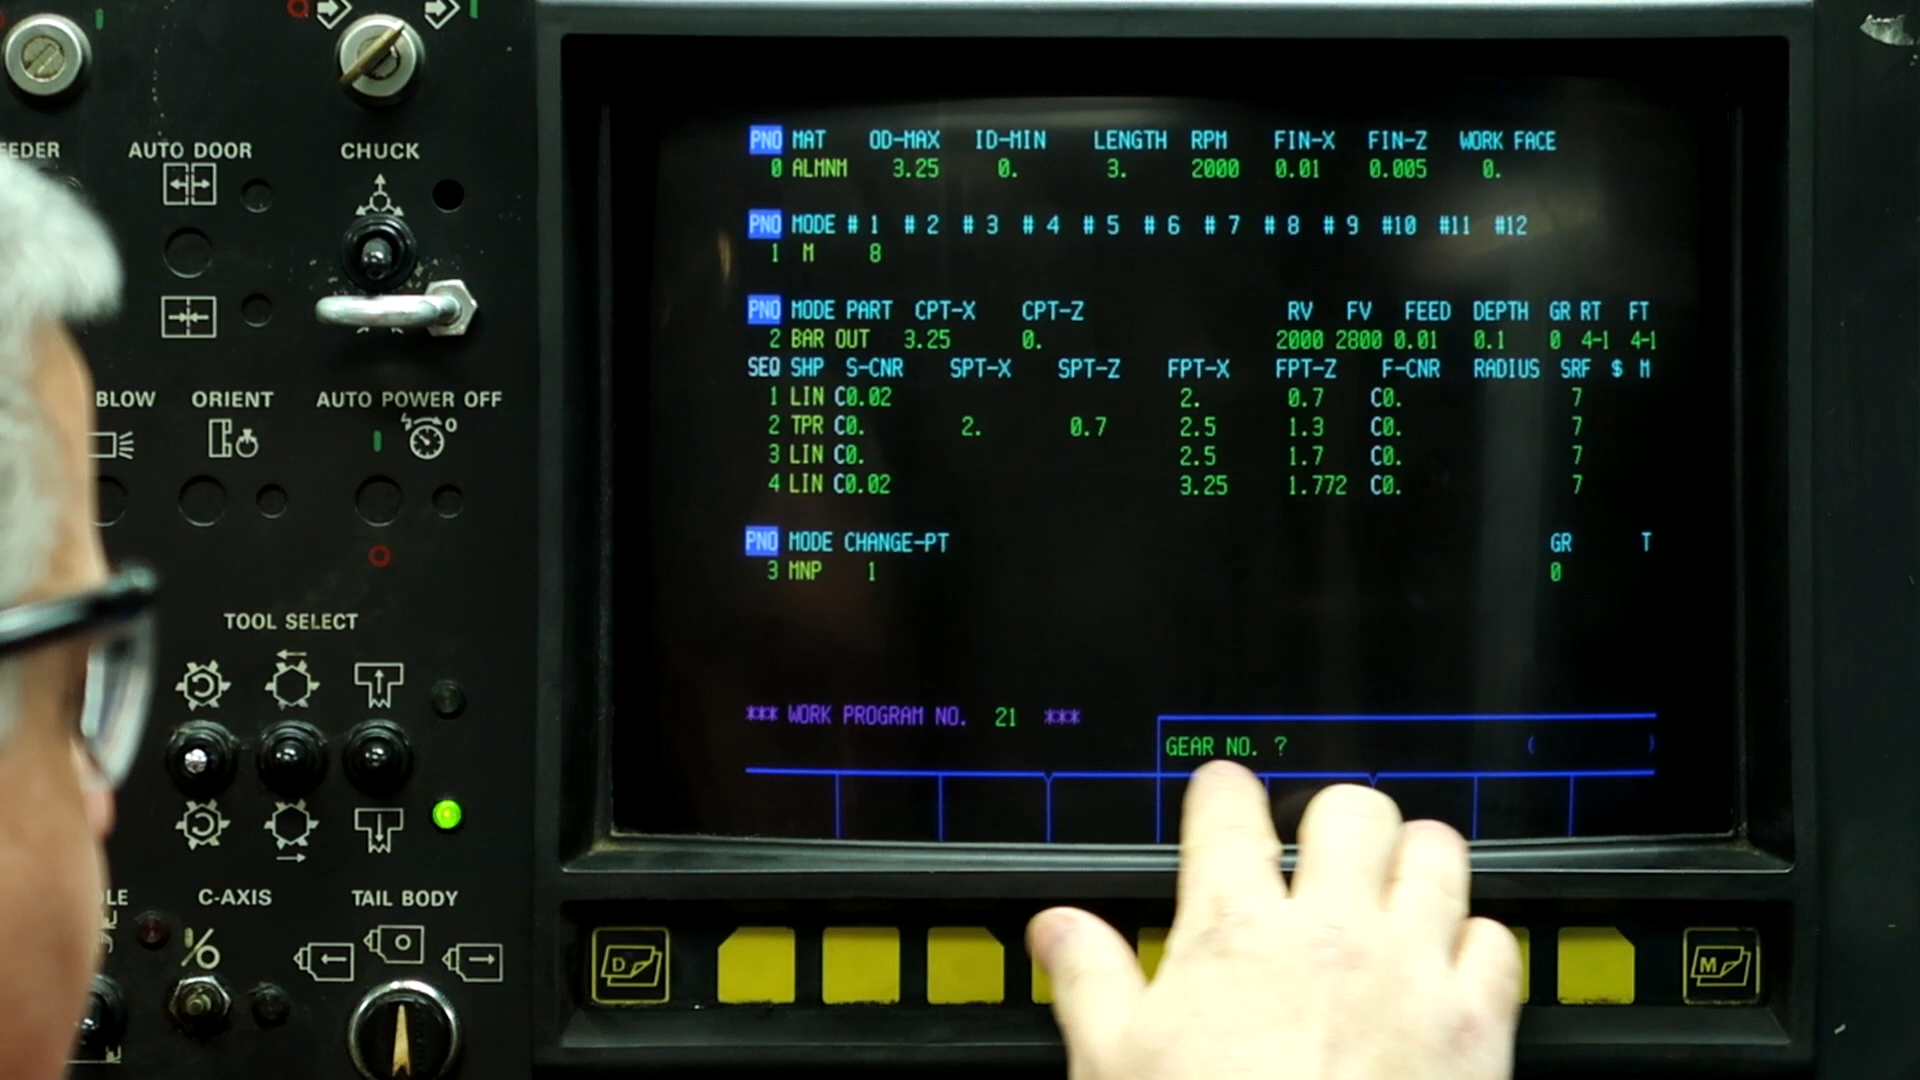 EEDER AUTO DOOR CHUCK
BLOW ORIENT AUTO POWER OFF
TOOL SELECT
C-AXIS TAIL BODY
PNO MAT OD-MAX ID-MIN LENGTH RPM FIN-X FIN-Z WORK FACE
0 ALMNM 3.25 0. 3. 2000 0.01 0.005 0.
PNO MODE # 1 # 2 # 3 # 4 # 5 # 6 # 7 # 8 # 9 #10 #11 #12
1 M 8
PNO MODE PART CPT-X CPT-Z RV FV FEED DEPTH GR RT FT
2 BAR OUT 3.25 0. 2000 2800 0.01 0.1 0 4-1 4-1
SEQ SHP S-CNR SPT-X SPT-Z FPT-X FPT-Z F-CNR RADIUS SRF $ M
1 LIN C0.02 2. 0.7 C0. 7
2 TPR C0. 2. 0.7 2.5 1.3 C0. 7
3 LIN C0. 2.5 1.7 C0. 7
4 LIN C0.02 3.25 1.772 C0. 7
PNO MODE CHANGE-PT GR T
3 MNP 1 0
*** WORK PROGRAM NO. 21 ***
GEAR NO. ? ( )
D M